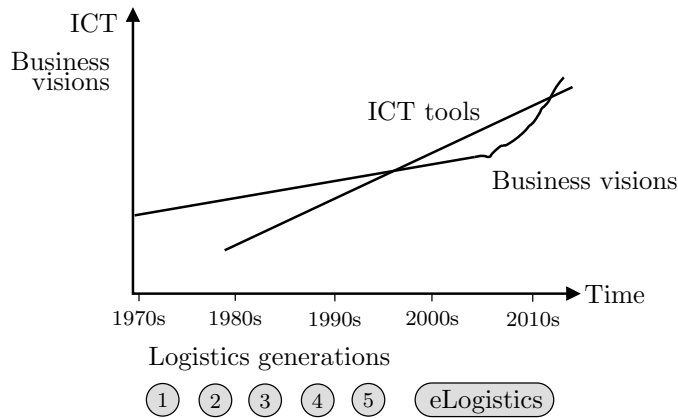 ICT
Business
visions
ICT tools
Business visions
Time
1970s 1980s 1990s 2000s 2010s
Logistics generations
1 2 3 4 5 eLogistics